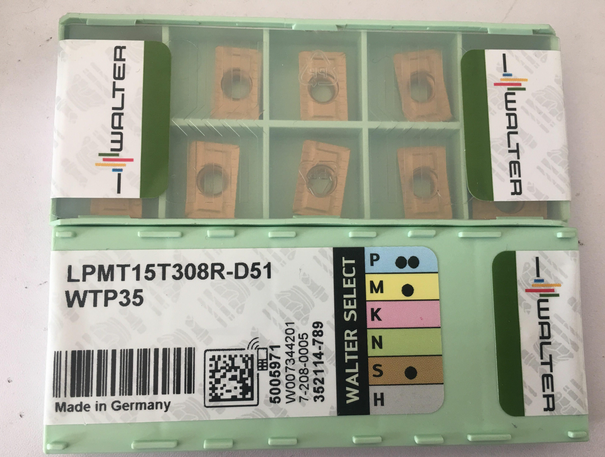 WALTER
WALTER
LPMT15T308R-D51
WTP35
Made in Germany
5005971
W007344201
7-208-0005
352114-789
WALTER SELECT
P
M
K
N
S
H
WALTER